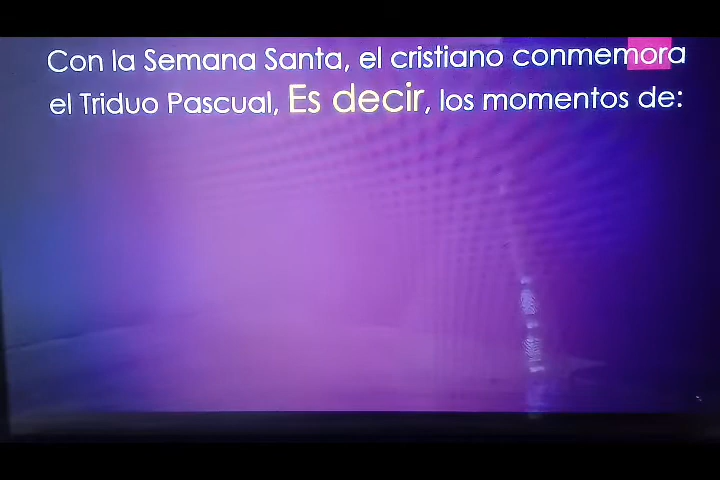 Con la Semana Santa, el cristiano conmemora
el Triduo Pascual, Es decir, los momentos de: